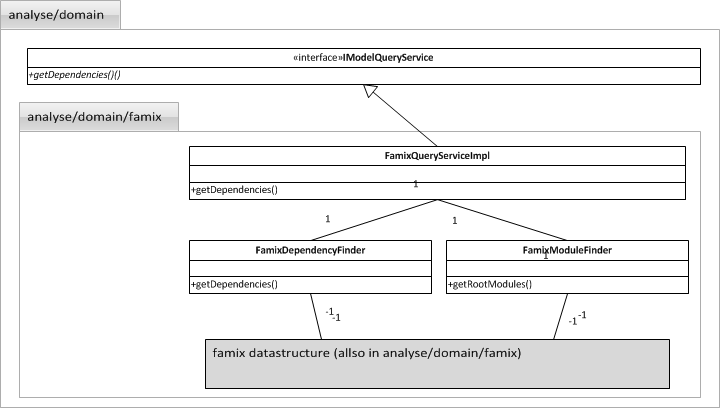 analyse/domain
«interface»IModelQueryService
+getDependencies()()
analyse/domain/famix
FamixQueryServiceImpl
1
+getDependencies()
1
1
FamixDependencyFinder
FamixModuleFinder
1
+getDependencies()
+getRootModules()
-1
-1
-1
-1
famix datastructure (allso in analyse/domain/famix)